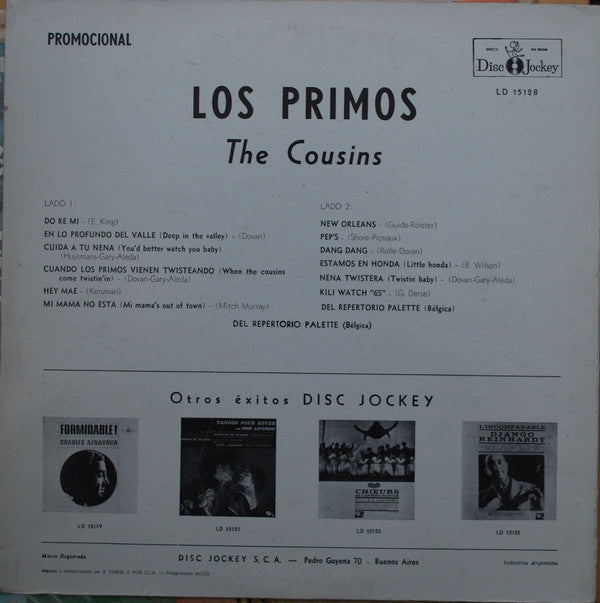 PROMOCIONAL
Disc Jockey
LD 15128
LOS PRIMOS
The Cousins
LADO 1:
DO RE MI - (E. King)
EN LO PROFUNDO DEL VALLE (Deep in the valley) - (Dovan)
CUIDA A TU NENA (You'd better watch you baby)
(Huysmans-Gary-Aleda)
CUANDO LOS PRIMOS VIENEN TWISTEANDO (When the cousins
come twistin'in) - (Dovan-Gary-Aleda)
HEY MAE - (Kersman)
MI MAMA NO ESTA (Mi mama's out of town) - (Mitch Murray)
LADO 2
NEW ORLEANS - (Guide-Roister)
PEP'S - (Shore-Picnaux)
DANG DANG - (Rolle-Dovan)
ESTAMOS EN HONDA (Little honda) - (B. Wilson)
NENA TWISTERA (Twistin baby) - (Dovan-Gary-Aleda)
KILI WATCH "65" - (G. Derse)
DEL REPERTORIO PALETTE (Bélgica)
DEL REPERTORIO PALETTE (Bélgica)
Otros éxitos DISC JOCKEY
FORMIDABLE!
CHARLES AZNAVOUR
LD 15119
TANGOS POUR REVER
LD 15121
CHŒURS
LD 15123
L'INCOMPARABLE
DJANGO
REINHARDT
LD 15125
Marca Registrada
DISC JOCKEY S.C.A. — Pedro Goyena 70 - Buenos Aires
Industria Argentina